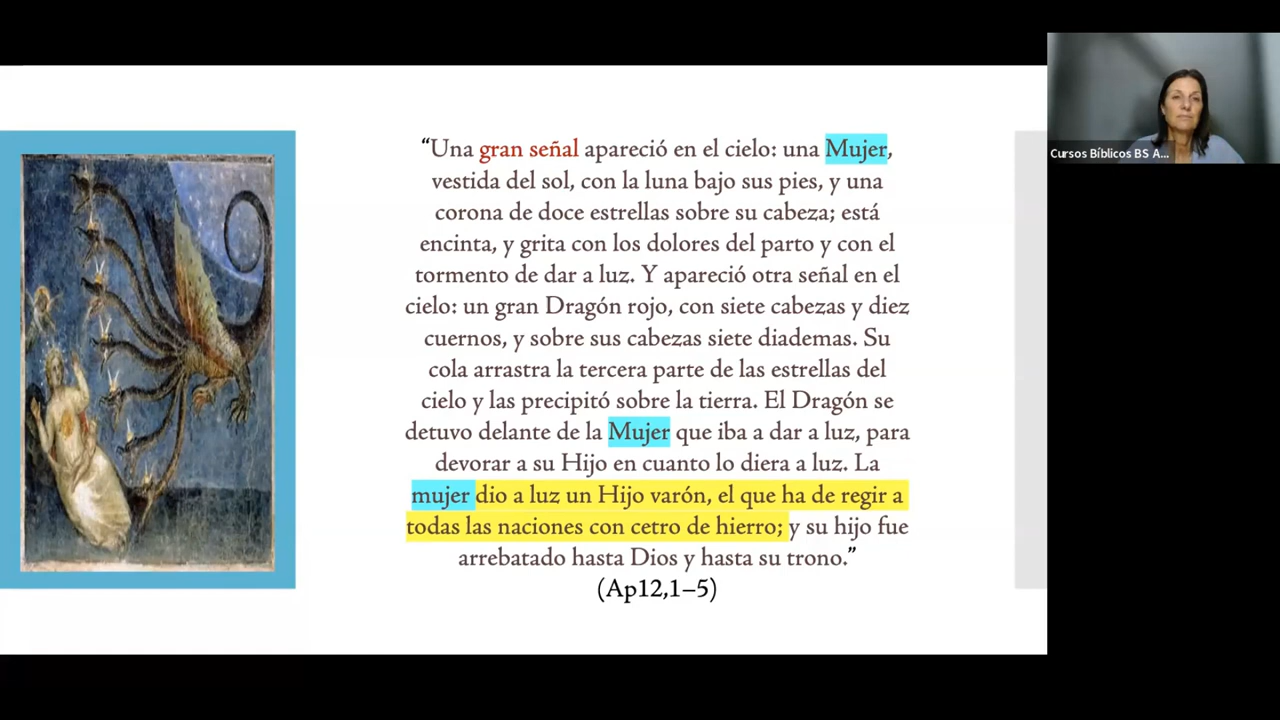 “Una gran señal apareció en el cielo: una Mujer,
vestida del sol, con la luna bajo sus pies, y una
corona de doce estrellas sobre su cabeza; está
encinta, y grita con los dolores del parto y con el
tormento de dar a luz. Y apareció otra señal en el
cielo: un gran Dragón rojo, con siete cabezas y diez
cuernos, y sobre sus cabezas siete diademas. Su
cola arrastra la tercera parte de las estrellas del
cielo y las precipitó sobre la tierra. El Dragón se
detuvo delante de la Mujer que iba a dar a luz, para
devorar a su Hijo en cuanto lo diera a luz. La
mujer dio a luz un Hijo varón, el que ha de regir a
todas las naciones con cetro de hierro; y su hijo fue
arrebatado hasta Dios y hasta su trono.”
(Ap12,1–5)
Cursos Bíblicos BS A...